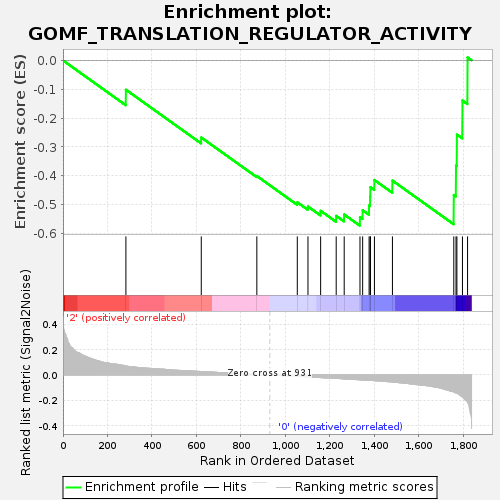 Enrichment plot:
GOMF_TRANSLATION_REGULATOR_ACTIVITY
Enrichment score (ES)
0.0
-0.1
-0.2
-0.3
-0.4
-0.5
-0.6
'2' (positively correlated)
Ranked list metric (Signal2Noise)
0.4
0.2
0.0
-0.2
-0.4
Zero cross at 931
'0' (negatively correlated)
0 200 400 600 800 1,000 1,200 1,400 1,600 1,800
Rank in Ordered Dataset
Enrichment profile Hits Ranking metric scores